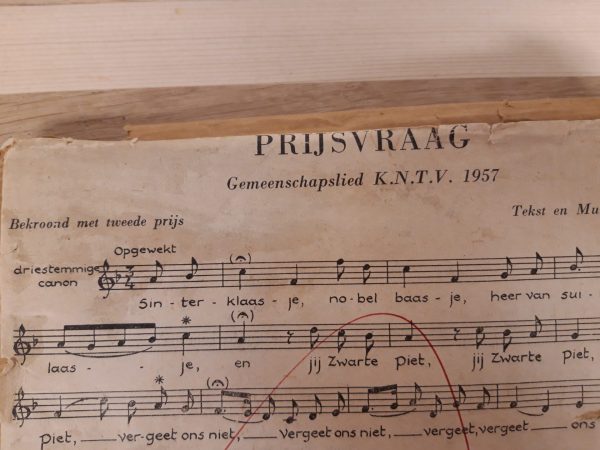 PRIJSVRAAG
Gemeenschapslied K.N.T.V. 1957
Bekroond met tweede prijs
Tekst en Mu
Opgewekt
driestemmige
canon
3/4
Sin - ter - klaas - je, no - bel baas - je, heer van sui -
laas - - je, en jij Zwarte Piet, jij Zwarte Piet,
Piet, ver - geet ons niet, Vergeet ons niet, vergeet, vergeet ons